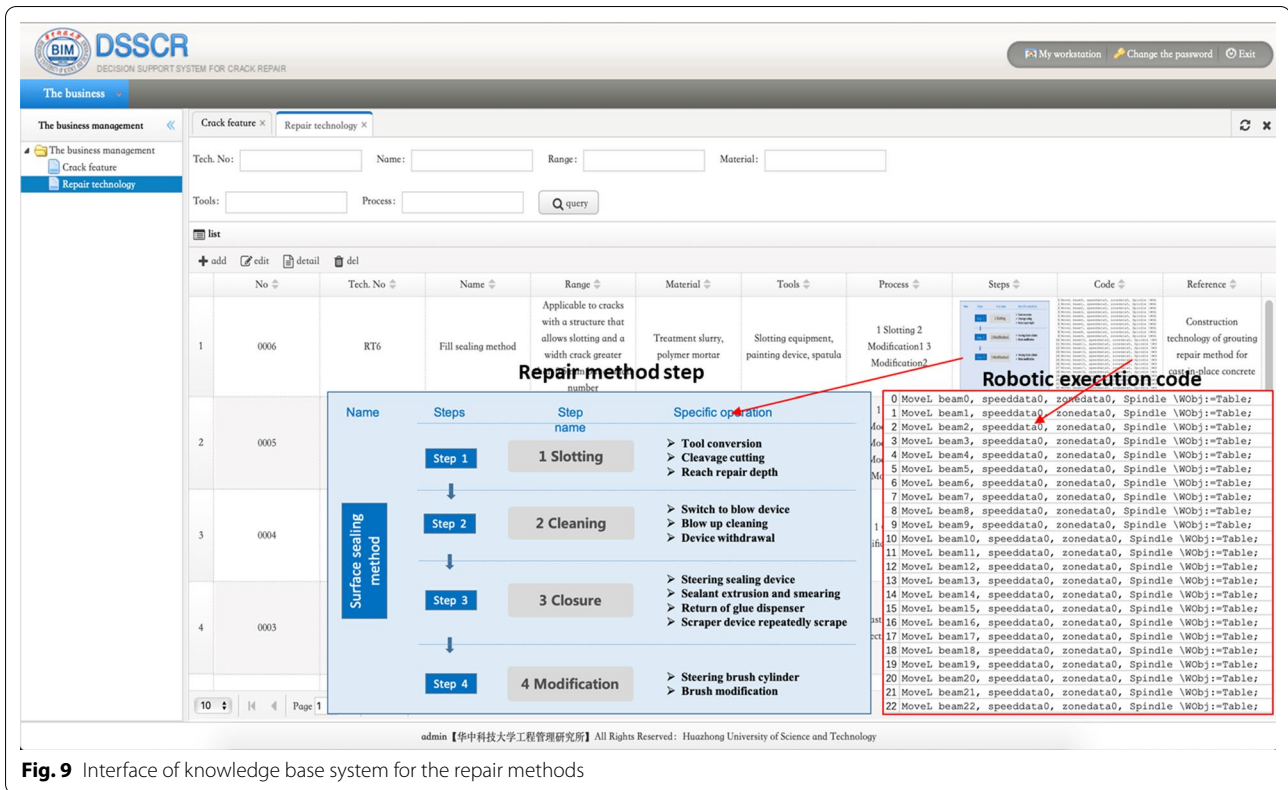 BIM
DSSCR
DECISION SUPPORT SYSTEM FOR CRACK REPAIR
My workstation Change the password Exit
The business
The business management
The business management
Crack feature
Repair technology
Crack feature × Repair technology ×
Tech. No: Name: Range: Material:
Tools: Process: query
list
add edit detail del
No Tech. No Name Range Material Tools Process Steps Code Reference
1 0006 RT6 Fill sealing method
Applicable to cracks
with a structure that
allows slotting and a
width crack greater
number
Treatment slurry,
polymer mortar
Slotting equipment,
painting device, spatula
1 Slotting 2
Modification1 3
Modification2
Construction
technology of grouting
repair method for
cast-in-place concrete
2 0005
3 0004
4 0003
Repair method step
Name Steps Step name Specific operation
Surface sealing
method
Step 1 1 Slotting
➢ Tool conversion
➢ Cleavage cutting
➢ Reach repair depth
Step 2 2 Cleaning
➢ Switch to blow device
➢ Blow up cleaning
➢ Device withdrawal
Step 3 3 Closure
➢ Steering sealing device
➢ Sealant extrusion and smearing
➢ Return of glue dispenser
➢ Scraper device repeatedly scrape
Step 4 4 Modification
➢ Steering brush cylinder
➢ Brush modification
Robotic execution code
0 MoveL beam0, speeddata0, zonedata0, Spindle \WObj:=Table;
1 MoveL beam1, speeddata0, zonedata0, Spindle \WObj:=Table;
2 MoveL beam2, speeddata0, zonedata0, Spindle \WObj:=Table;
3 MoveL beam3, speeddata0, zonedata0, Spindle \WObj:=Table;
4 MoveL beam4, speeddata0, zonedata0, Spindle \WObj:=Table;
5 MoveL beam5, speeddata0, zonedata0, Spindle \WObj:=Table;
6 MoveL beam6, speeddata0, zonedata0, Spindle \WObj:=Table;
7 MoveL beam7, speeddata0, zonedata0, Spindle \WObj:=Table;
8 MoveL beam8, speeddata0, zonedata0, Spindle \WObj:=Table;
9 MoveL beam9, speeddata0, zonedata0, Spindle \WObj:=Table;
10 MoveL beam10, speeddata0, zonedata0, Spindle \WObj:=Table;
11 MoveL beam11, speeddata0, zonedata0, Spindle \WObj:=Table;
12 MoveL beam12, speeddata0, zonedata0, Spindle \WObj:=Table;
13 MoveL beam13, speeddata0, zonedata0, Spindle \WObj:=Table;
14 MoveL beam14, speeddata0, zonedata0, Spindle \WObj:=Table;
15 MoveL beam15, speeddata0, zonedata0, Spindle \WObj:=Table;
16 MoveL beam16, speeddata0, zonedata0, Spindle \WObj:=Table;
17 MoveL beam17, speeddata0, zonedata0, Spindle \WObj:=Table;
18 MoveL beam18, speeddata0, zonedata0, Spindle \WObj:=Table;
19 MoveL beam19, speeddata0, zonedata0, Spindle \WObj:=Table;
20 MoveL beam20, speeddata0, zonedata0, Spindle \WObj:=Table;
21 MoveL beam21, speeddata0, zonedata0, Spindle \WObj:=Table;
22 MoveL beam22, speeddata0, zonedata0, Spindle \WObj:=Table;
10 Page 1
admin【华中科技大学工程管理研究所】All Rights Reserved: Huazhong University of Science and Technology
Fig. 9 Interface of knowledge base system for the repair methods